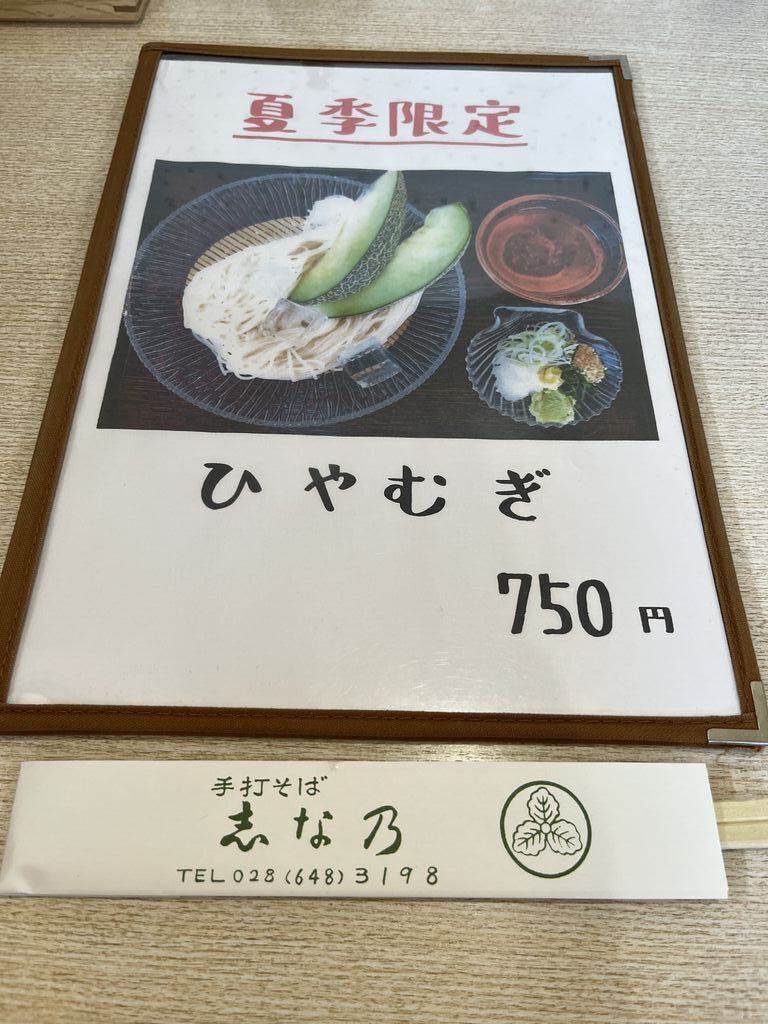 夏季限定
ひやむぎ
750円
手打そば
志な乃
TEL 028 (648) 3198